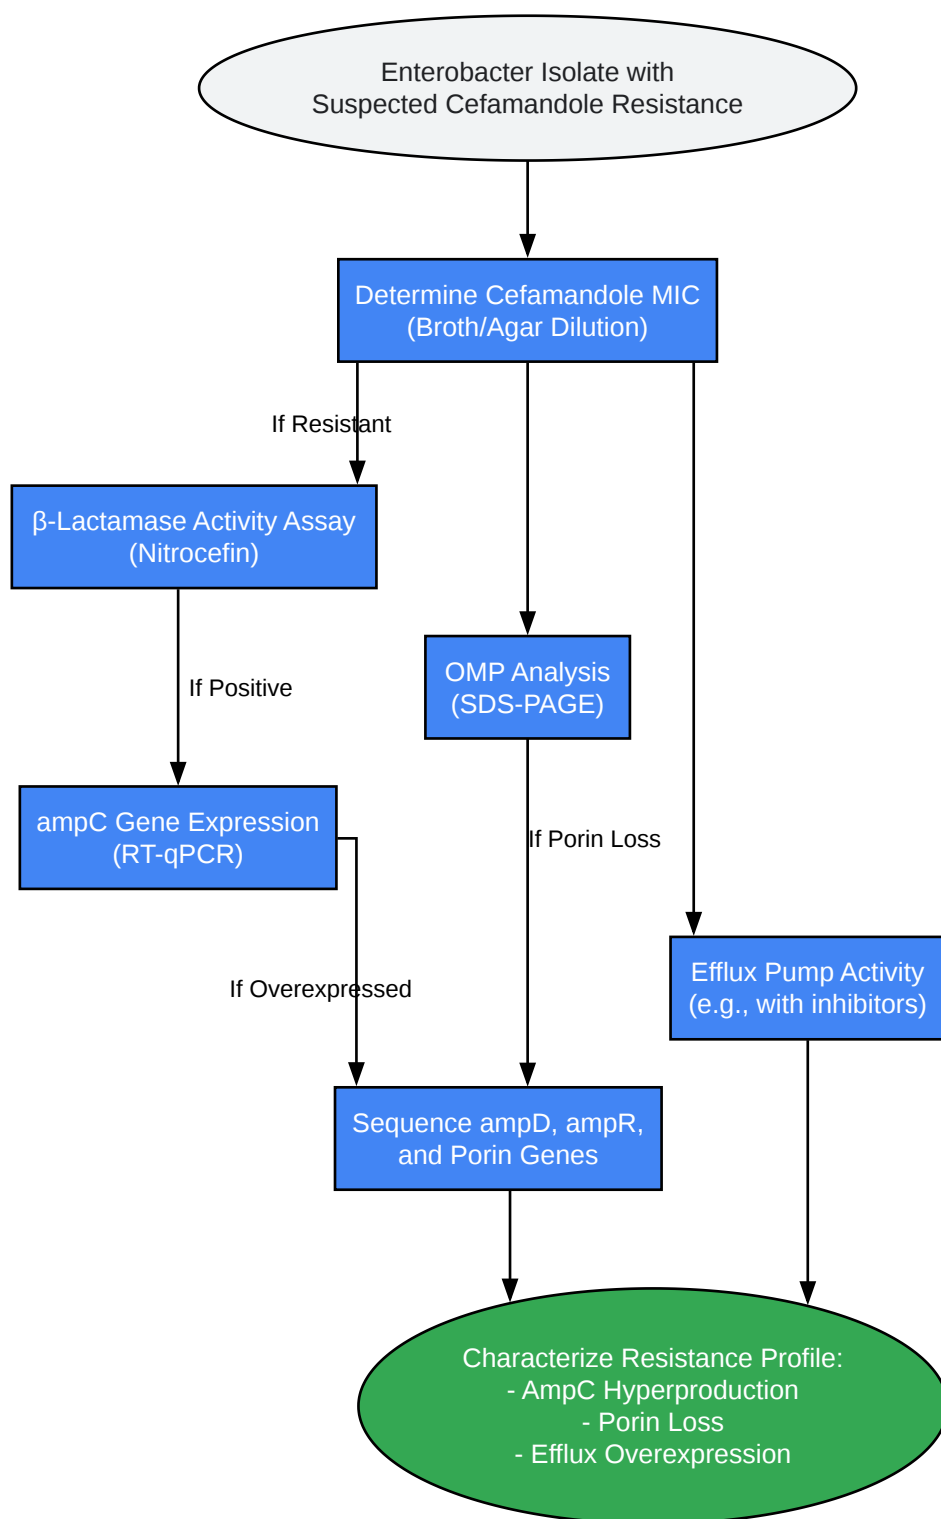 Enterobacter Isolate with
Suspected Cefamandole Resistance
Determine Cefamandole MIC
(Broth/Agar Dilution)
If Resistant
β-Lactamase Activity Assay
(Nitrocefin)
If Positive
OMP Analysis
(SDS-PAGE)
ampC Gene Expression
(RT-qPCR)
If Porin Loss
Efflux Pump Activity
(e.g., with inhibitors)
If Overexpressed
Sequence ampD, ampR,
and Porin Genes
Characterize Resistance Profile:
- AmpC Hyperproduction
- Porin Loss
- Efflux Overexpression